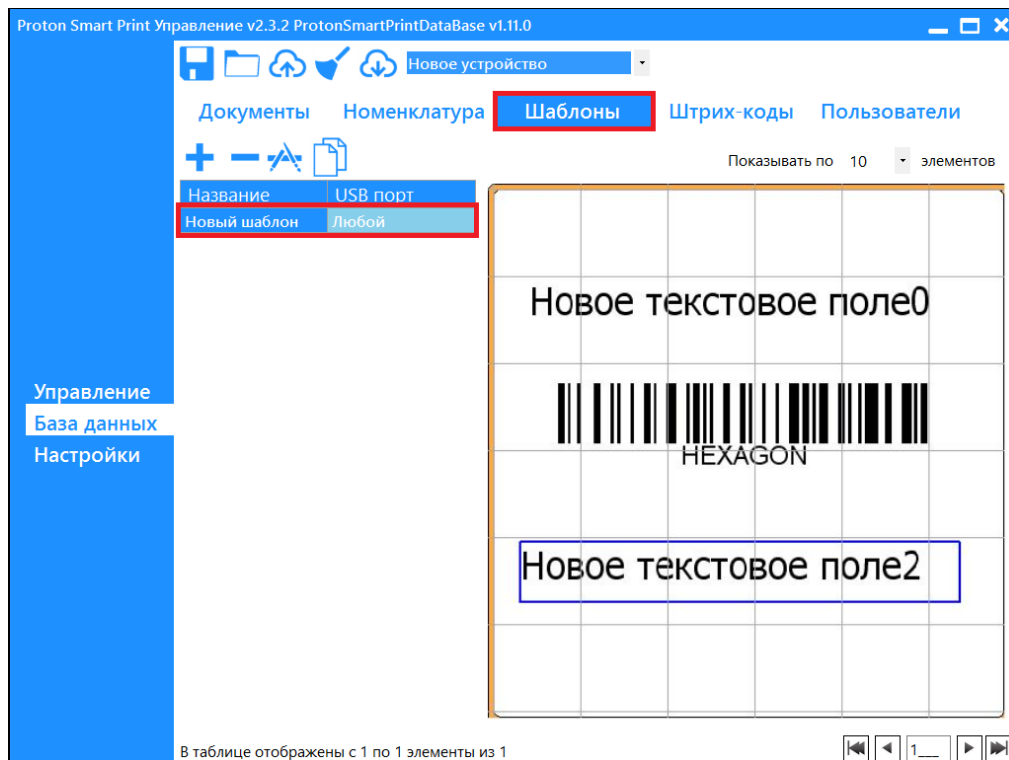 Proton Smart Print Управление v2.3.2 ProtonSmartPrintDataBase v1.11.0
Новое устройство
Документы Номенклатура Шаблоны Штрих-коды Пользователи
Показывать по 10 элементов
Название USB порт
Новый шаблон Любой
Новое текстовое поле0
HEXAGON
Новое текстовое поле2
Управление
База данных
Настройки
В таблице отображены с 1 по 1 элементы из 1
1___